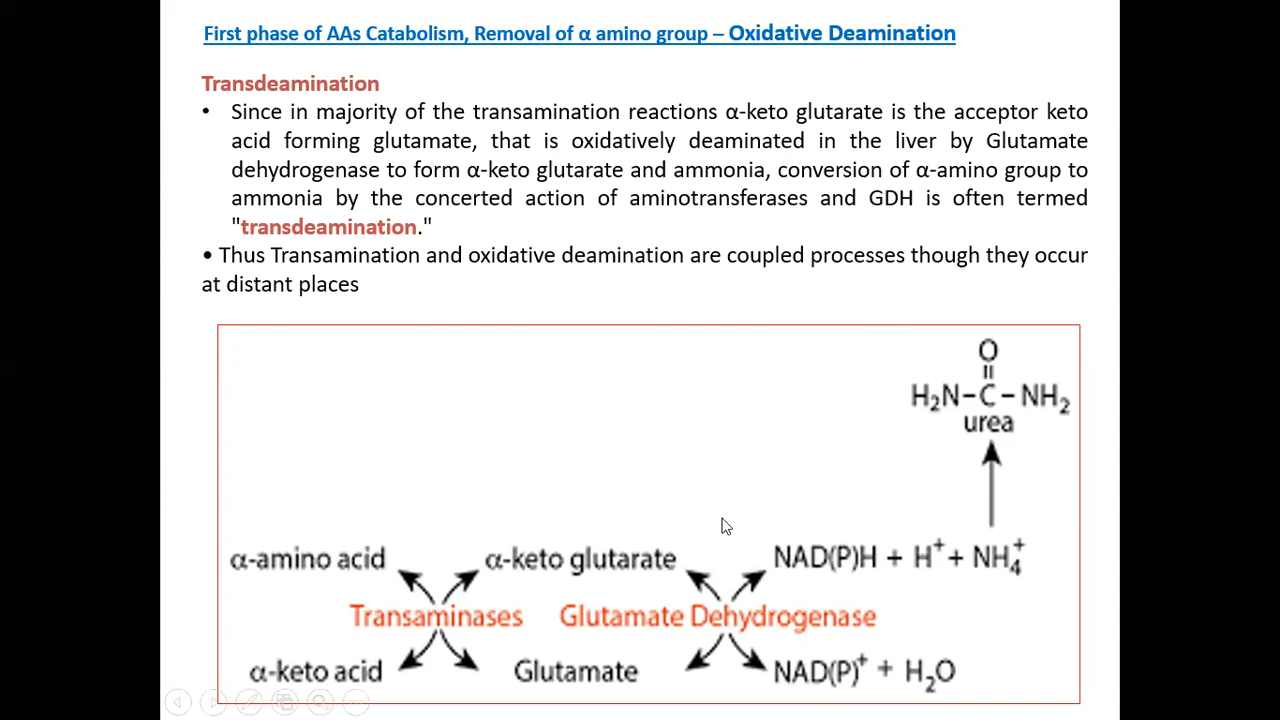 First phase of AAs Catabolism, Removal of α amino group – Oxidative Deamination
Transdeamination
• Since in majority of the transamination reactions α-keto glutarate is the acceptor keto
acid forming glutamate, that is oxidatively deaminated in the liver by Glutamate
dehydrogenase to form α-keto glutarate and ammonia, conversion of α-amino group to
ammonia by the concerted action of aminotransferases and GDH is often termed
"transdeamination."
• Thus Transamination and oxidative deamination are coupled processes though they occur
at distant places
O
H₂N–C–NH₂
urea
α-amino acid α-keto glutarate NAD(P)H + H⁺ + NH₄⁺
Transaminases Glutamate Dehydrogenase
α-keto acid Glutamate NAD(P)⁺ + H₂O